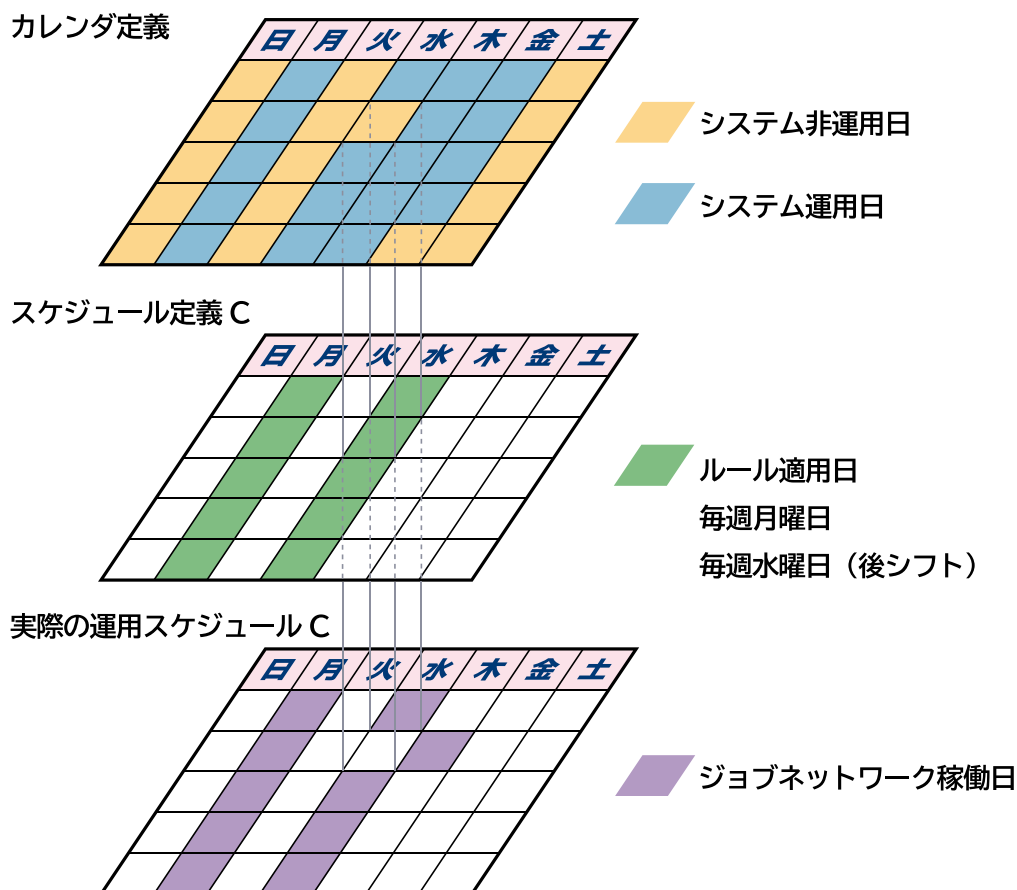 カレンダ定義
日 月 火 水 木 金 土
システム非運用日
システム運用日
スケジュール定義 C
日 月 火 水 木 金 土
ルール適用日
毎週月曜日
毎週水曜日（後シフト）
実際の運用スケジュール C
日 月 火 水 木 金 土
ジョブネットワーク稼働日